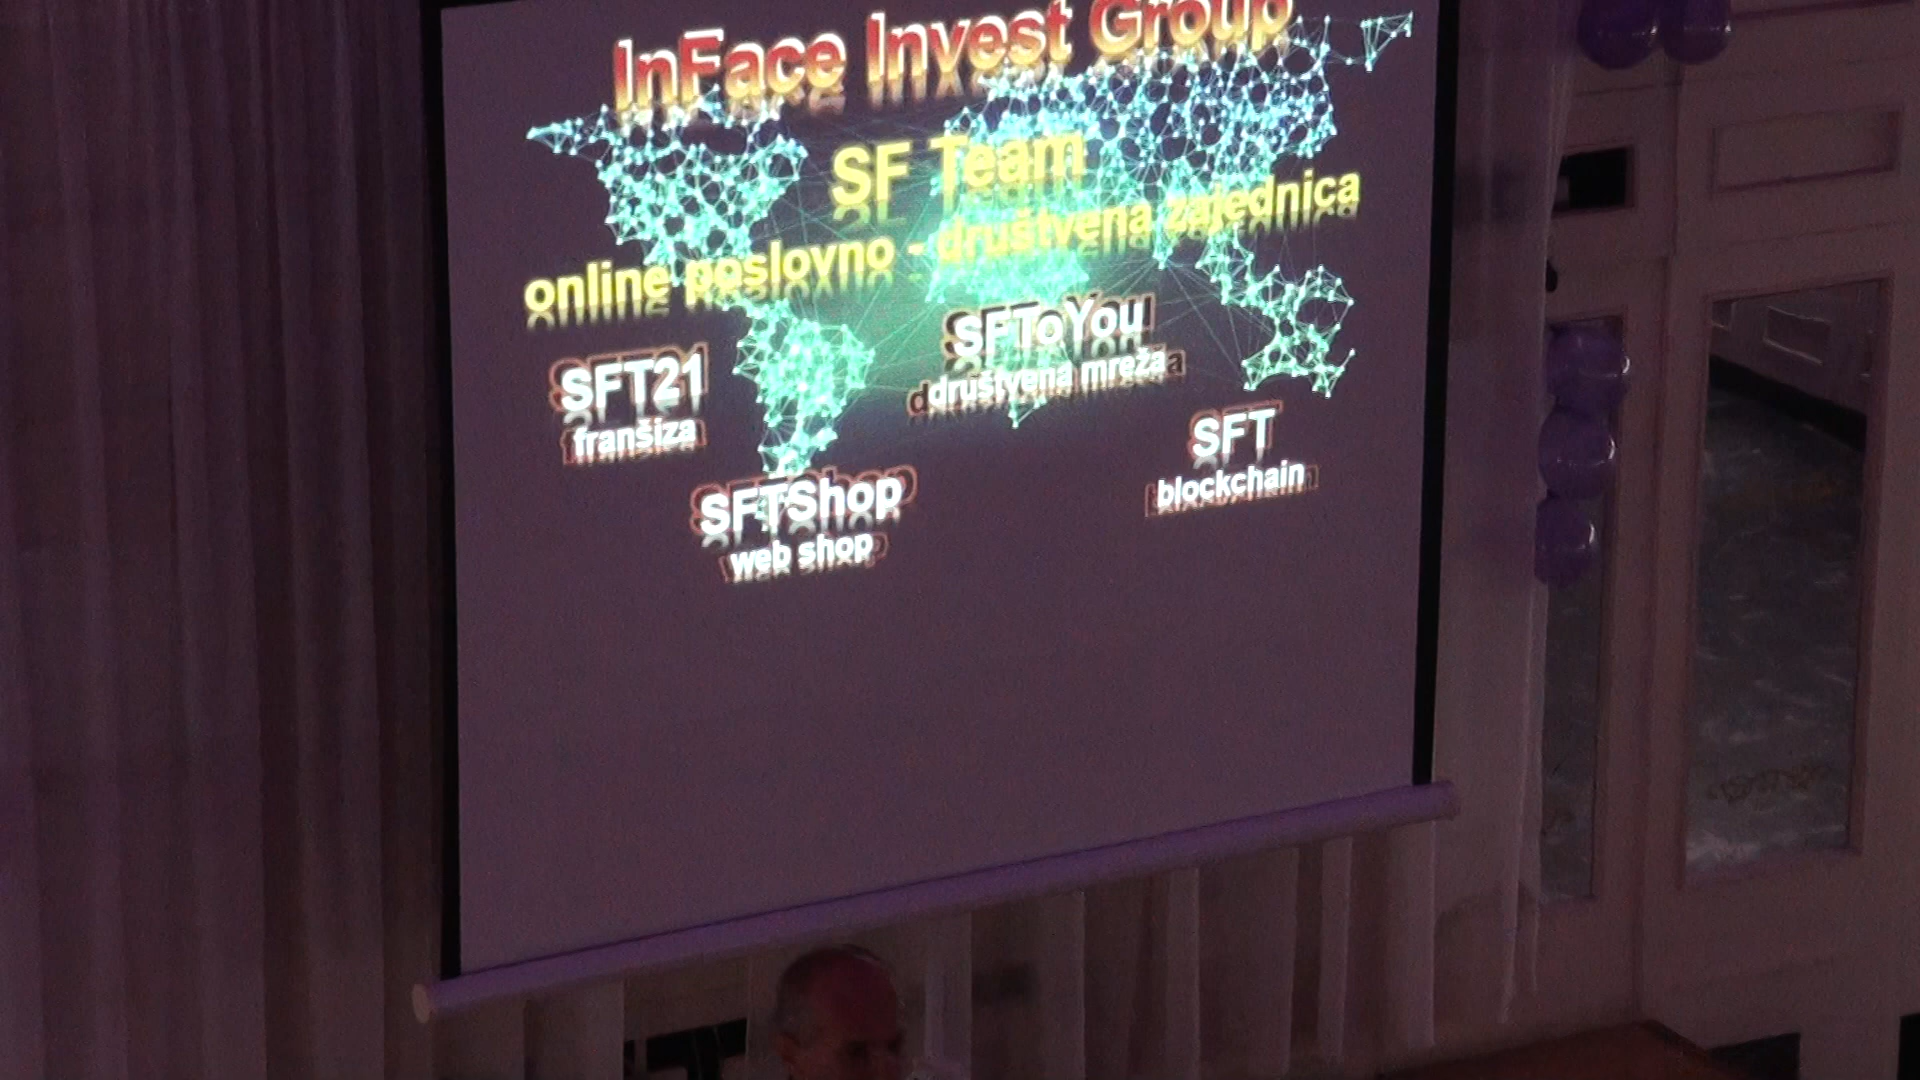 InFace Invest Group
SF Team
online poslovno - društvena zajednica
SFT21
franšiza
SFTShop
web shop
SFToYou
društvena mreža
SFT
blockchain